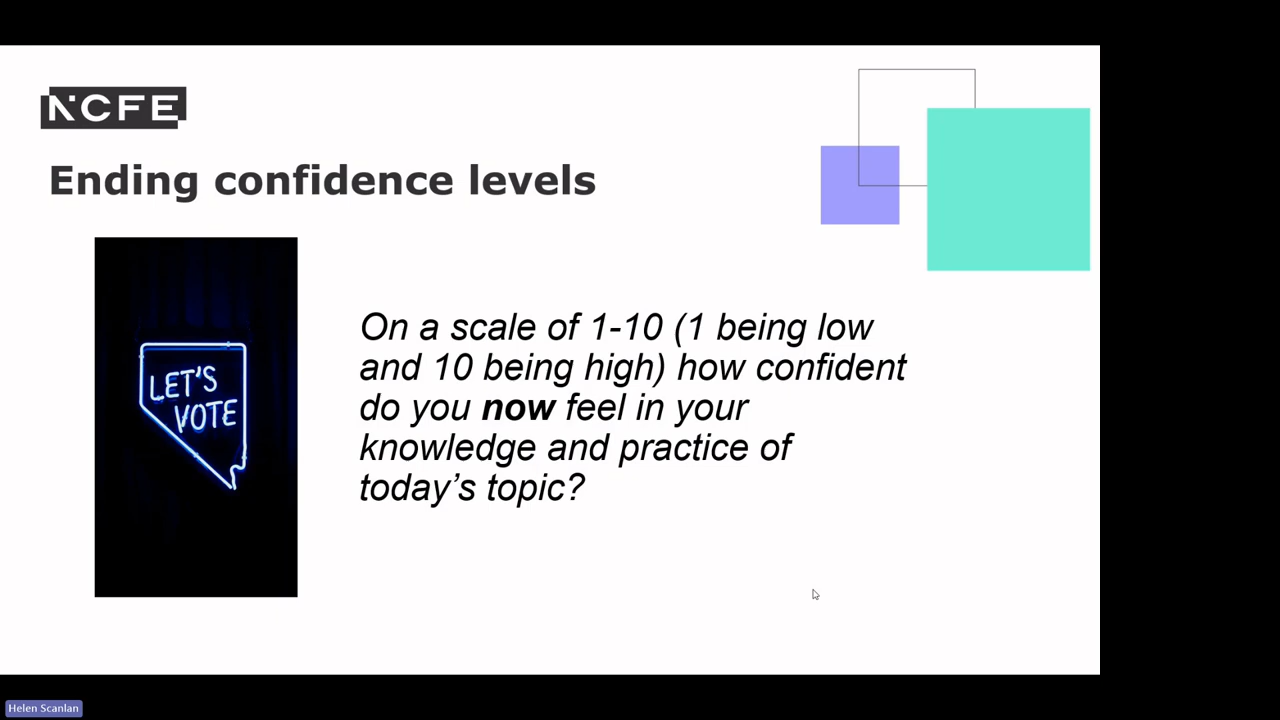 NCFE
Ending confidence levels
LET'S
VOTE
On a scale of 1-10 (1 being low
and 10 being high) how confident
do you now feel in your
knowledge and practice of
today’s topic?
Helen Scanlan